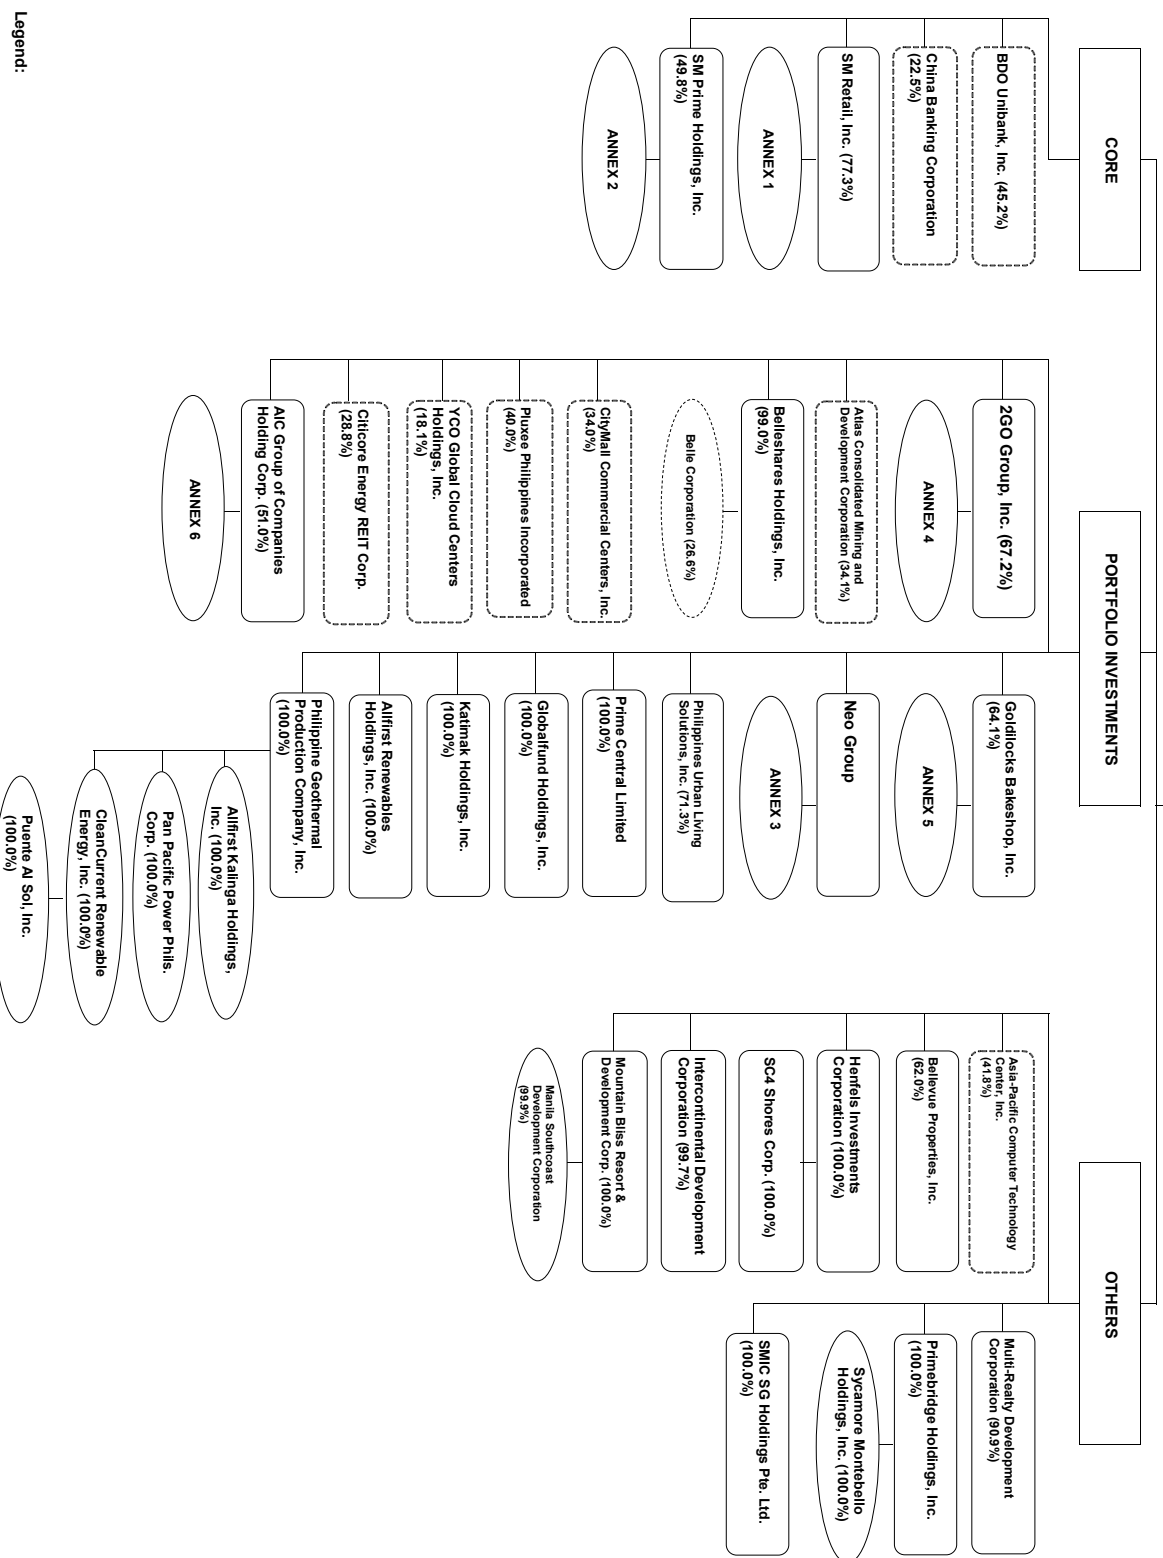 CORE
BDO Unibank, Inc. (45.2%)
China Banking Corporation
(22.5%)
SM Retail, Inc. (77.3%)
ANNEX 1
SM Prime Holdings, Inc.
(49.8%)
ANNEX 2
PORTFOLIO INVESTMENTS
2GO Group, Inc. (67.2%)
ANNEX 4
Atlas Consolidated Mining and
Development Corporation (34.1%)
Belleshares Holdings, Inc.
(99.0%)
Belle Corporation (26.6%)
CityMall Commercial Centers, Inc.
(34.0%)
Pluxee Philippines Incorporated
(40.0%)
YCO Global Cloud Centers
Holdings, Inc.
(18.1%)
Citicore Energy REIT Corp.
(28.8%)
AIC Group of Companies
Holding Corp. (51.0%)
ANNEX 6
Goldilocks Bakeshop, Inc.
(64.1%)
ANNEX 5
Neo Group
ANNEX 3
Philippines Urban Living
Solutions, Inc. (71.3%)
Prime Central Limited
(100.0%)
Globalfund Holdings, Inc.
(100.0%)
Katimak Holdings, Inc.
(100.0%)
Allfirst Renewables
Holdings, Inc. (100.0%)
Philippine Geothermal
Production Company, Inc.
(100.0%)
Allfirst Kalinga Holdings,
Inc. (100.0%)
Pan Pacific Power Phils.
Corp. (100.0%)
CleanCurrent Renewable
Energy, Inc. (100.0%)
Puente Al Sol, Inc.
(100.0%)
OTHERS
Asia-Pacific Computer Technology
Center, Inc.
(41.8%)
Bellevue Properties, Inc.
(62.0%)
Henfels Investments
Corporation (100.0%)
SC4 Shores Corp. (100.0%)
Intercontinental Development
Corporation (99.7%)
Mountain Bliss Resort &
Development Corp. (100.0%)
Manila Southcoast
Development Corporation
(99.9%)
Multi-Realty Development
Corporation (90.9%)
Primebridge Holdings, Inc.
(100.0%)
Sycamore Montebello
Holdings, Inc. (100.0%)
SMIC SG Holdings Pte. Ltd.
(100.0%)
Legend: